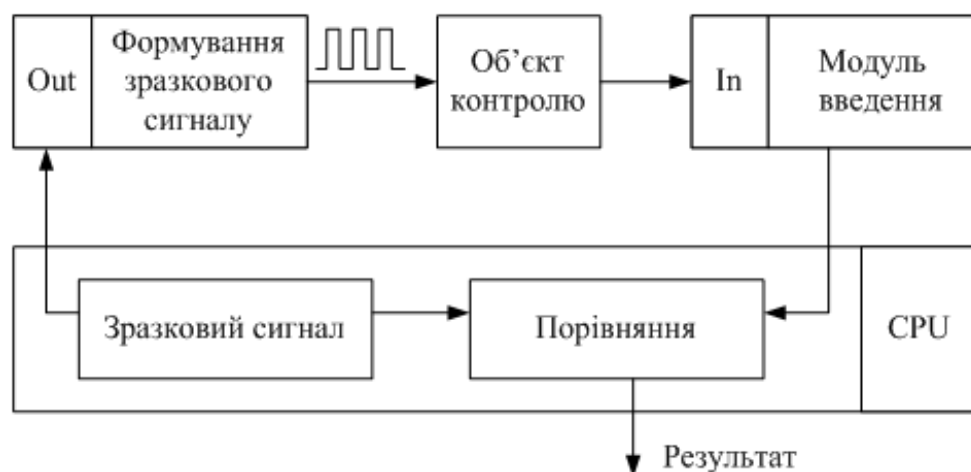 Out
Формування
зразкового
сигналу
Об’єкт
контролю
In
Модуль
введення
Зразковий сигнал
Порівняння
CPU
Результат